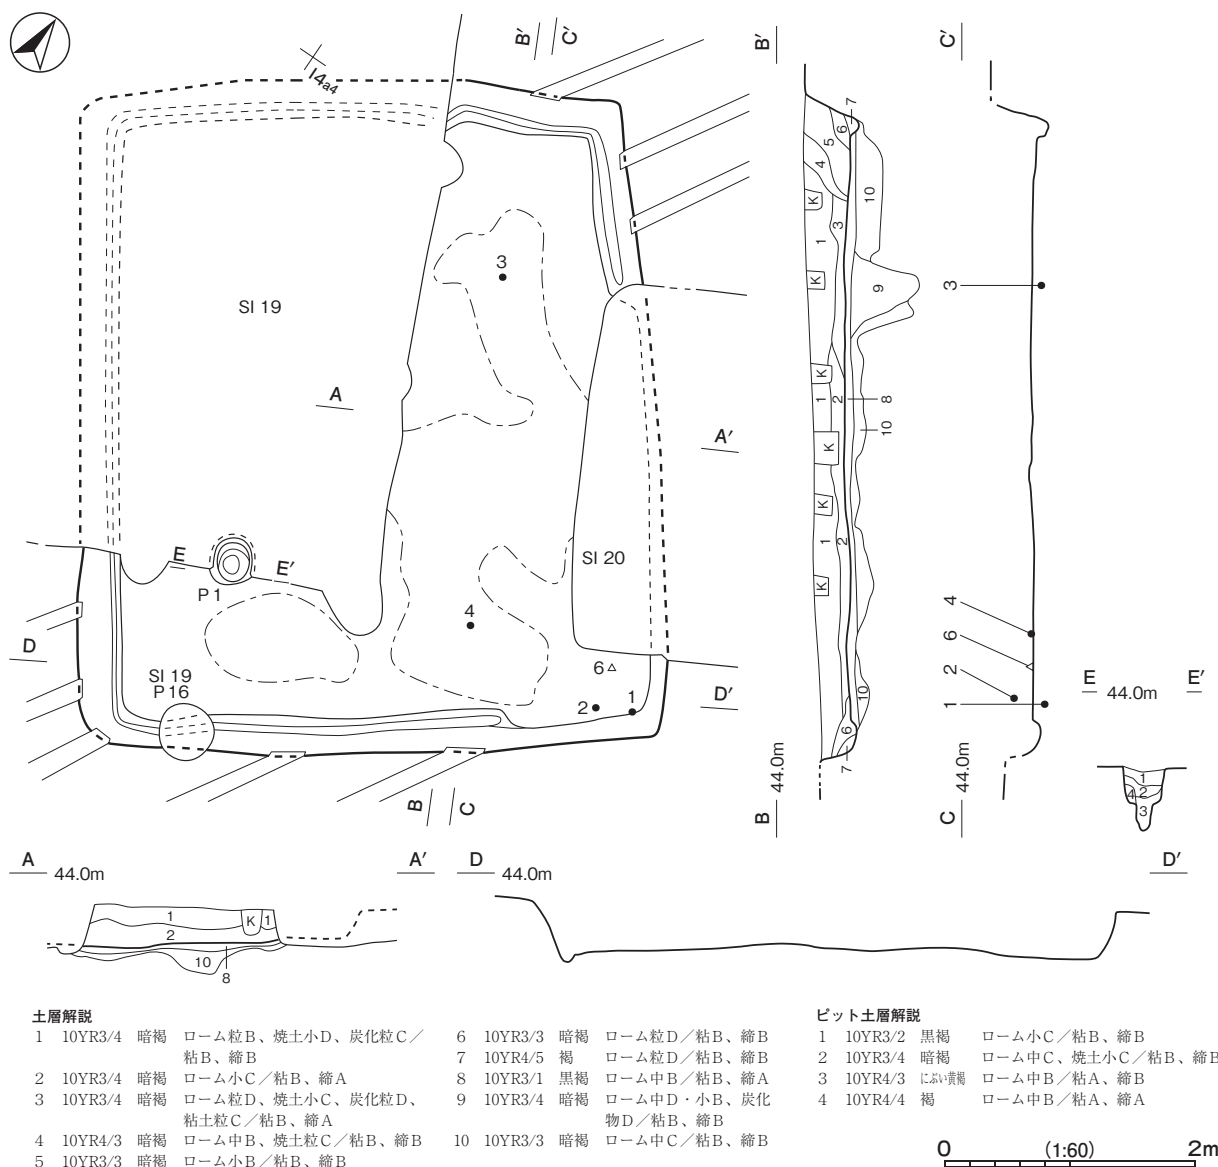 I4a4
B′ C′
SI 19
3
A
A′
E
E′
P 1
SI 20
4
D
SI 19
P 16
6
2 1
D′
B C
B′
7
6
5
4
K
10
3
1
K
9
K
1 2
8
10
K
K
1 2
K
10
6
7
B 44.0m
C′
3
4
6
2
1
C 44.0m
E 44.0m E′
1
4 2
3
A 44.0m A′
1 K 1
2
10
8
D 44.0m D′
土層解説
1 10YR3/4 暗褐 ローム粒B、焼土小D、炭化粒C／
粘B、締B
2 10YR3/4 暗褐 ローム小C／粘B、締A
3 10YR3/4 暗褐 ローム粒D、焼土小C、炭化粒D、
粘土粒C／粘B、締A
4 10YR4/3 暗褐 ローム中B、焼土粒C／粘B、締B
5 10YR3/3 暗褐 ローム小B／粘B、締B
6 10YR3/3 暗褐 ローム粒D／粘B、締B
7 10YR4/5 褐 ローム粒D／粘B、締B
8 10YR3/1 黒褐 ローム中B／粘B、締A
9 10YR3/4 暗褐 ローム中D・小B、炭化
物D／粘B、締B
10 10YR3/3 暗褐 ローム中C／粘B、締B
ピット土層解説
1 10YR3/2 黒褐 ローム小C／粘B、締B
2 10YR3/4 暗褐 ローム中C、焼土小C／粘B、締B
3 10YR4/3 にぶい黄褐 ローム中B／粘A、締B
4 10YR4/4 褐 ローム中B／粘A、締A
0 (1:60) 2m